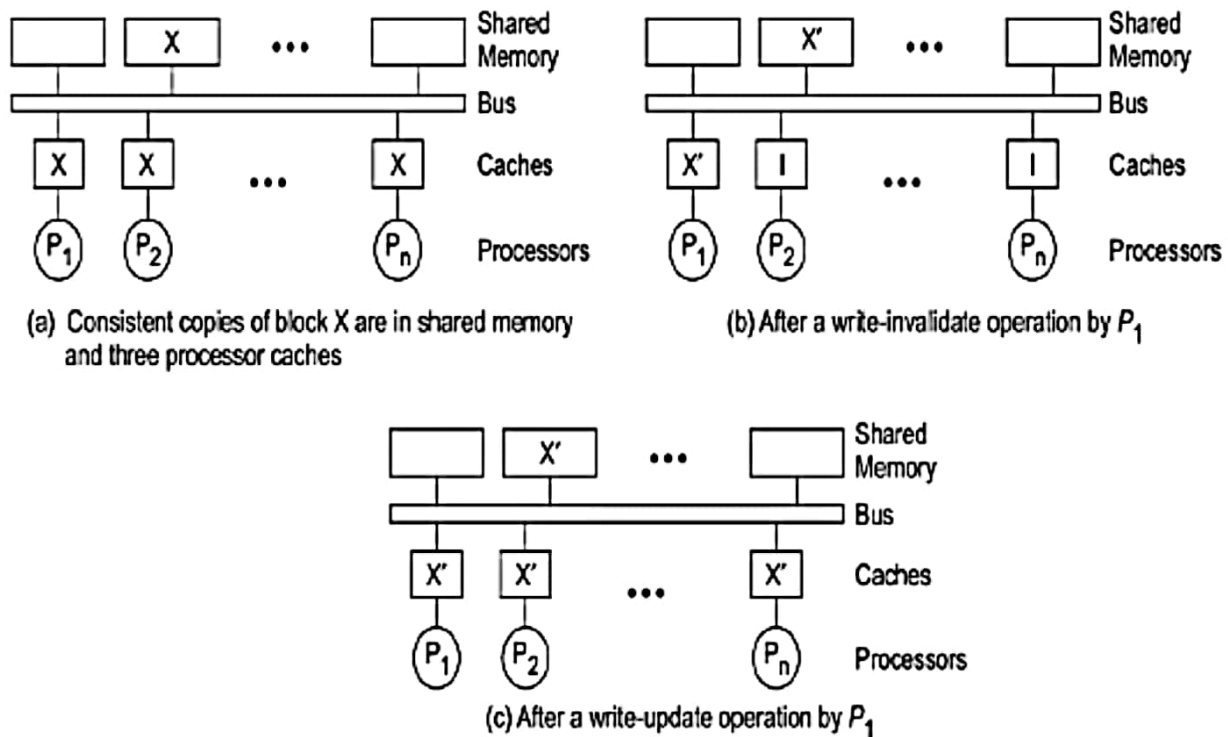 X ••• Shared Memory
Bus
X X ••• X Caches
P1 P2 Pn Processors
(a) Consistent copies of block X are in shared memory
and three processor caches
X' ••• Shared Memory
Bus
X' I ••• I Caches
P1 P2 Pn Processors
(b) After a write-invalidate operation by P1
X' ••• Shared Memory
Bus
X' X' ••• X' Caches
P1 P2 Pn Processors
(c) After a write-update operation by P1